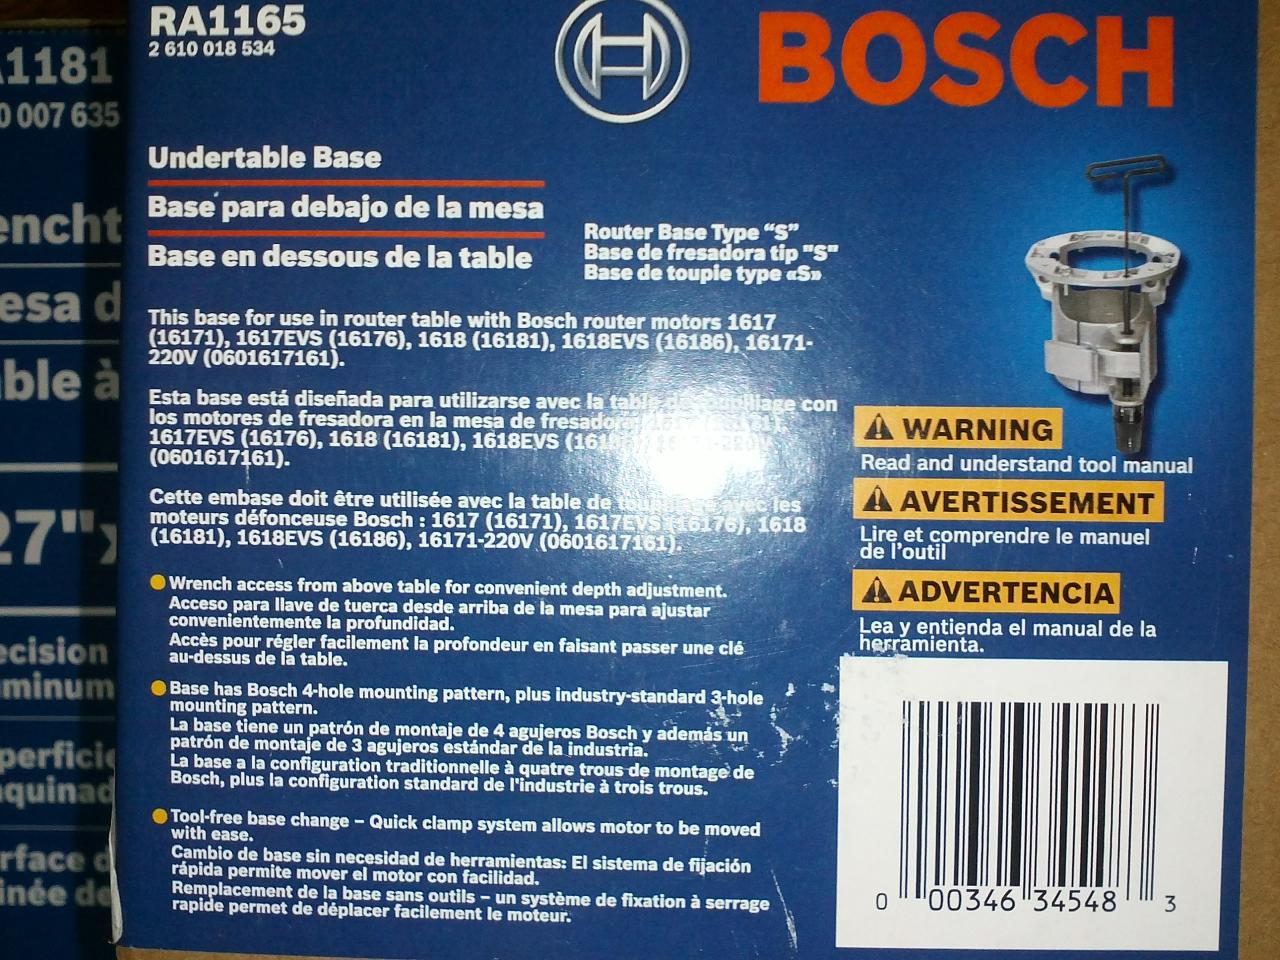 RA1165
2 610 018 534
BOSCH
Undertable Base
Base para debajo de la mesa
Base en dessous de la table
Router Base Type “S”
Base de fresadora tip "S"
Base de toupie type «S»
This base for use in router table with Bosch router motors 1617
(16171), 1617EVS (16176), 1618 (16181), 1618EVS (16186), 16171-
220V (0601617161).
Esta base está diseñada para utilizarse avec la table con
los motores de fresadora en la mesa de fresadora
1617EVS (16176), 1618 (16181), 1618EVS
(0601617161).
Cette embase doit être utilisée avec la table de avec les
moteurs défonceuse Bosch : 1617 (16171), 1617EVS (16176), 1618
(16181), 1618EVS (16186), 16171-220V (0601617161).
Wrench access from above table for convenient depth adjustment.
Acceso para llave de tuerca desde arriba de la mesa para ajustar
convenientemente la profundidad.
Accès pour régler facilement la profondeur en faisant passer une clé
au-dessus de la table.
Base has Bosch 4-hole mounting pattern, plus industry-standard 3-hole
mounting pattern.
La base tiene un patrón de montaje de 4 agujeros Bosch y además un
patrón de montaje de 3 agujeros estándar de la industria.
La base a la configuration traditionnelle à quatre trous de montage de
Bosch, plus la configuration standard de l'industrie à trois trous.
Tool-free base change – Quick clamp system allows motor to be moved
with ease.
Cambio de base sin necesidad de herramientas: El sistema de fijación
rápida permite mover el motor con facilidad.
Remplacement de la base sans outils – un système de fixation à serrage
rapide permet de déplacer facilement le moteur.
WARNING
Read and understand tool manual
AVERTISSEMENT
Lire et comprendre le manuel
de l’outil
ADVERTENCIA
Lea y entienda el manual de la
herramienta.
0 00346 34548 3
1181
007 635
27"